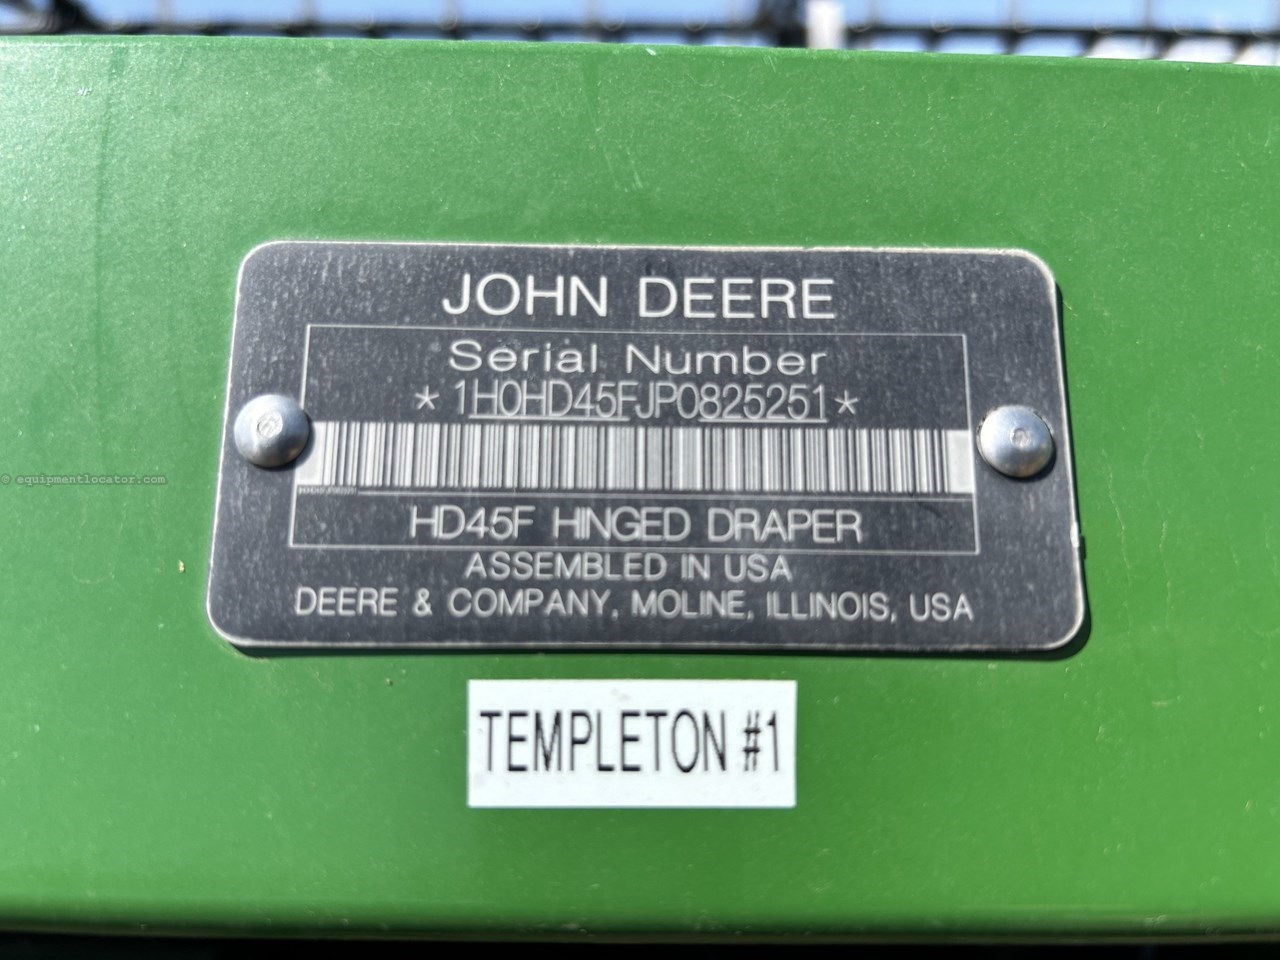 JOHN DEERE
Serial Number
* 1H0HD45FJP0825251 *
HD45F HINGED DRAPER
ASSEMBLED IN USA
DEERE & COMPANY, MOLINE, ILLINOIS, USA
TEMPLETON #1
© equipmentlocator.com